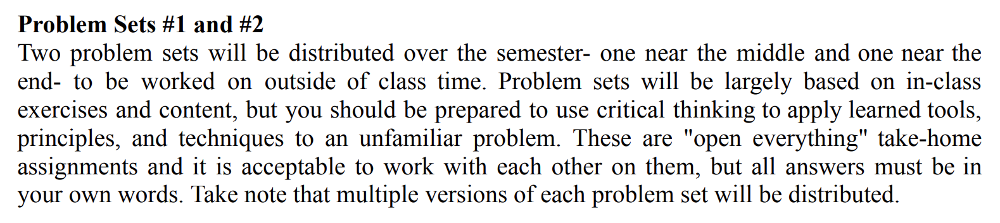 Problem Sets #1 and #2
Two problem sets will be distributed over the semester- one near the middle and one near the
end- to be worked on outside of class time. Problem sets will be largely based on in-class
exercises and content, but you should be prepared to use critical thinking to apply learned tools,
principles, and techniques to an unfamiliar problem. These are "open everything" take-home
assignments and it is acceptable to work with each other on them, but all answers must be in
your own words. Take note that multiple versions of each problem set will be distributed.